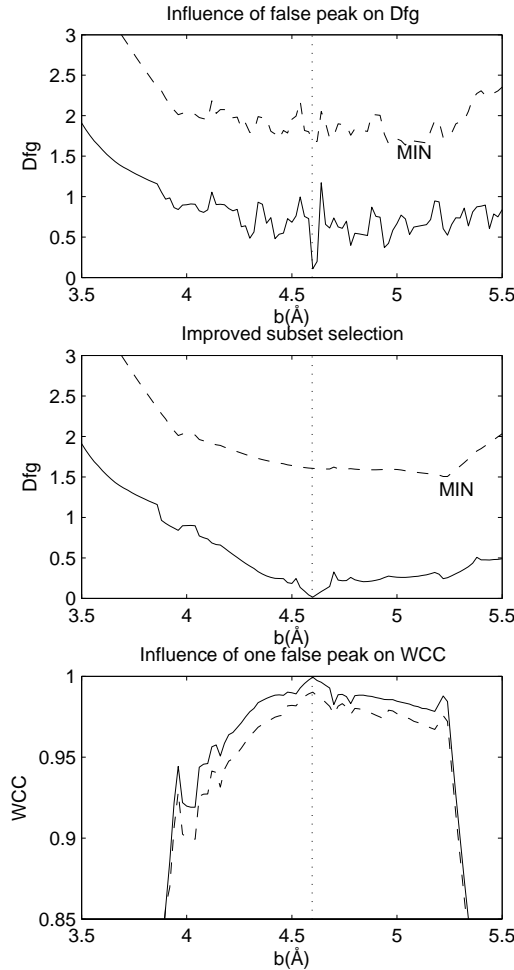 Influence of false peak on Dfg
3
2.5
2
1.5
1
0.5
0
Dfg
MIN
3.5 4 4.5 5 5.5
b(Å)
Improved subset selection
3
2.5
2
1.5
1
0.5
0
Dfg
MIN
3.5 4 4.5 5 5.5
b(Å)
Influence of one false peak on WCC
1
0.95
0.9
0.85
WCC
3.5 4 4.5 5 5.5
b(Å)